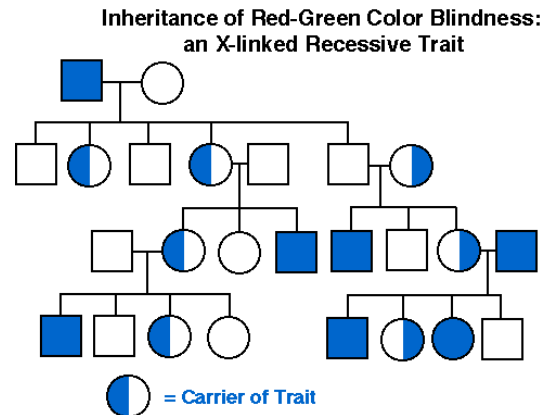 Inheritance of Red-Green Color Blindness:
an X-linked Recessive Trait
= Carrier of Trait